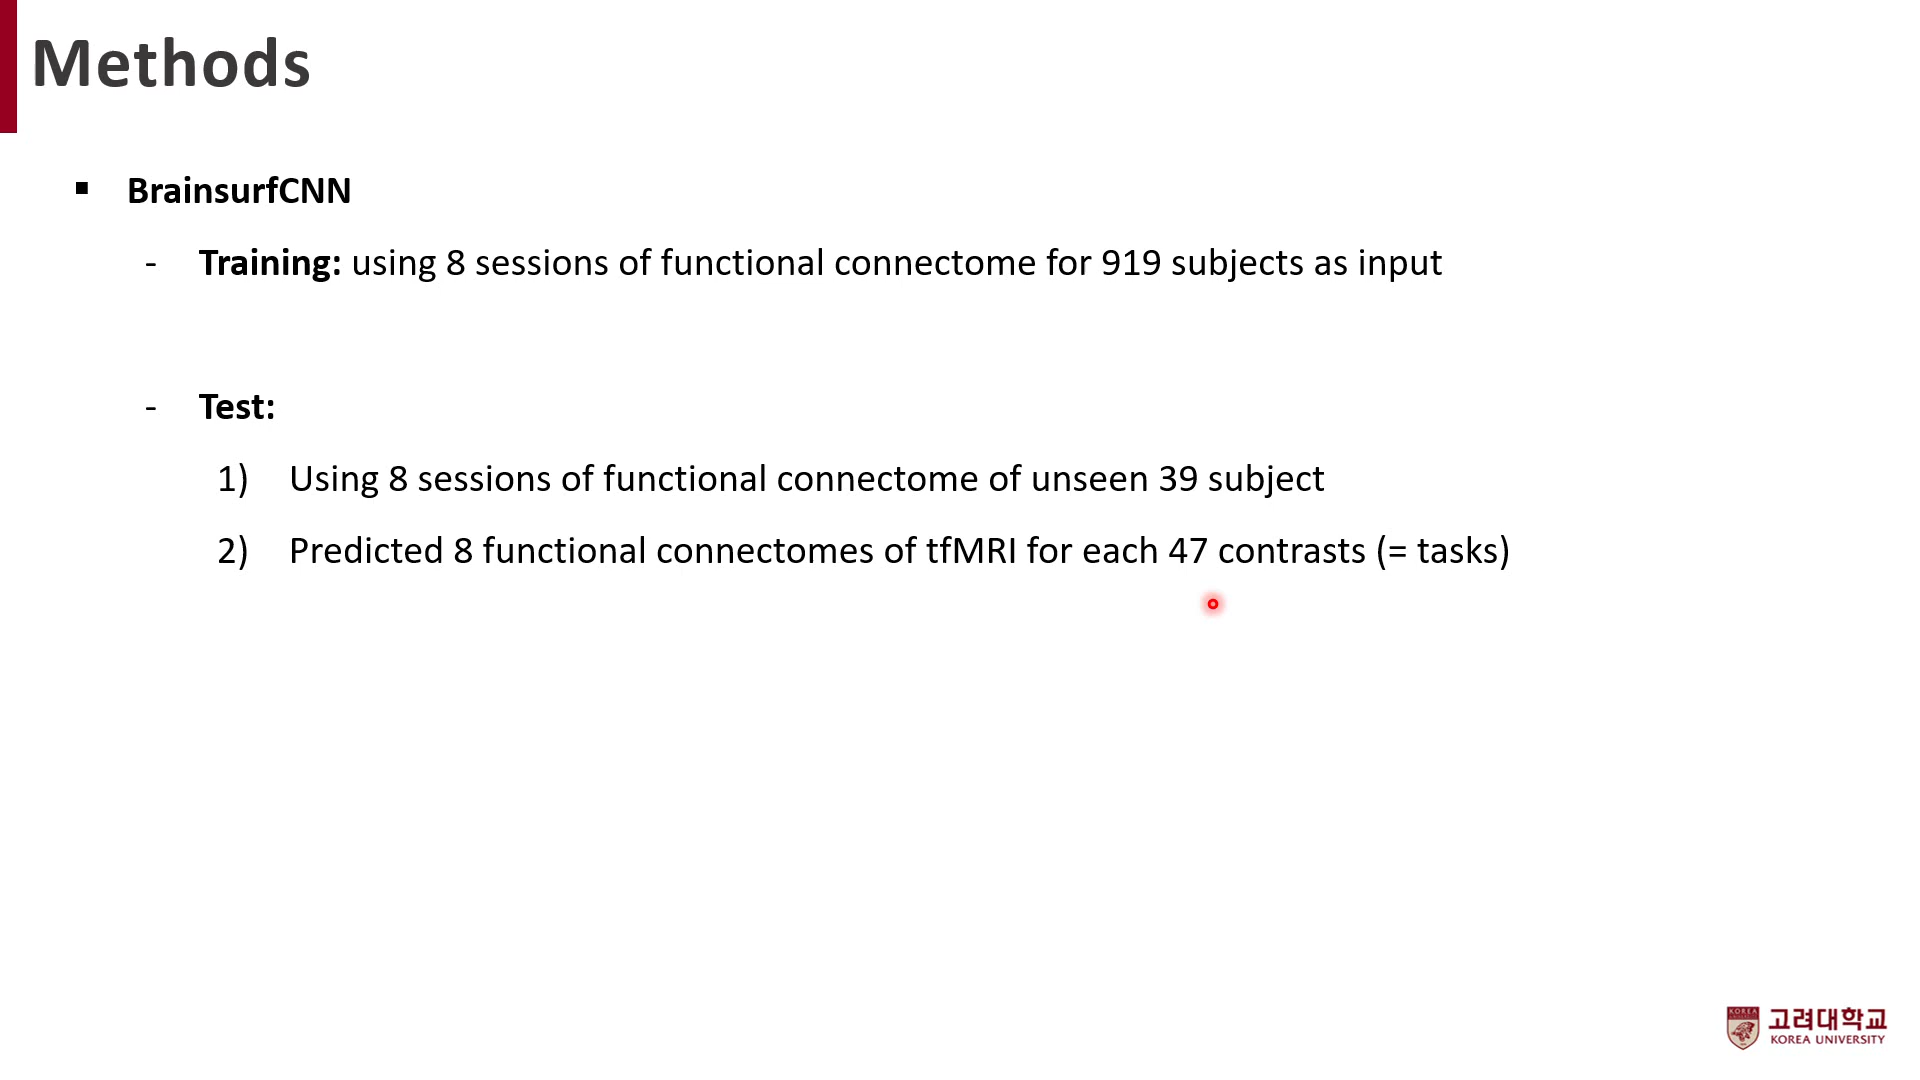 Methods
▪ BrainsurfCNN
- Training: using 8 sessions of functional connectome for 919 subjects as input
- Test:
1) Using 8 sessions of functional connectome of unseen 39 subject
2) Predicted 8 functional connectomes of tfMRI for each 47 contrasts (= tasks)
KOREA
고려대학교
KOREA UNIVERSITY